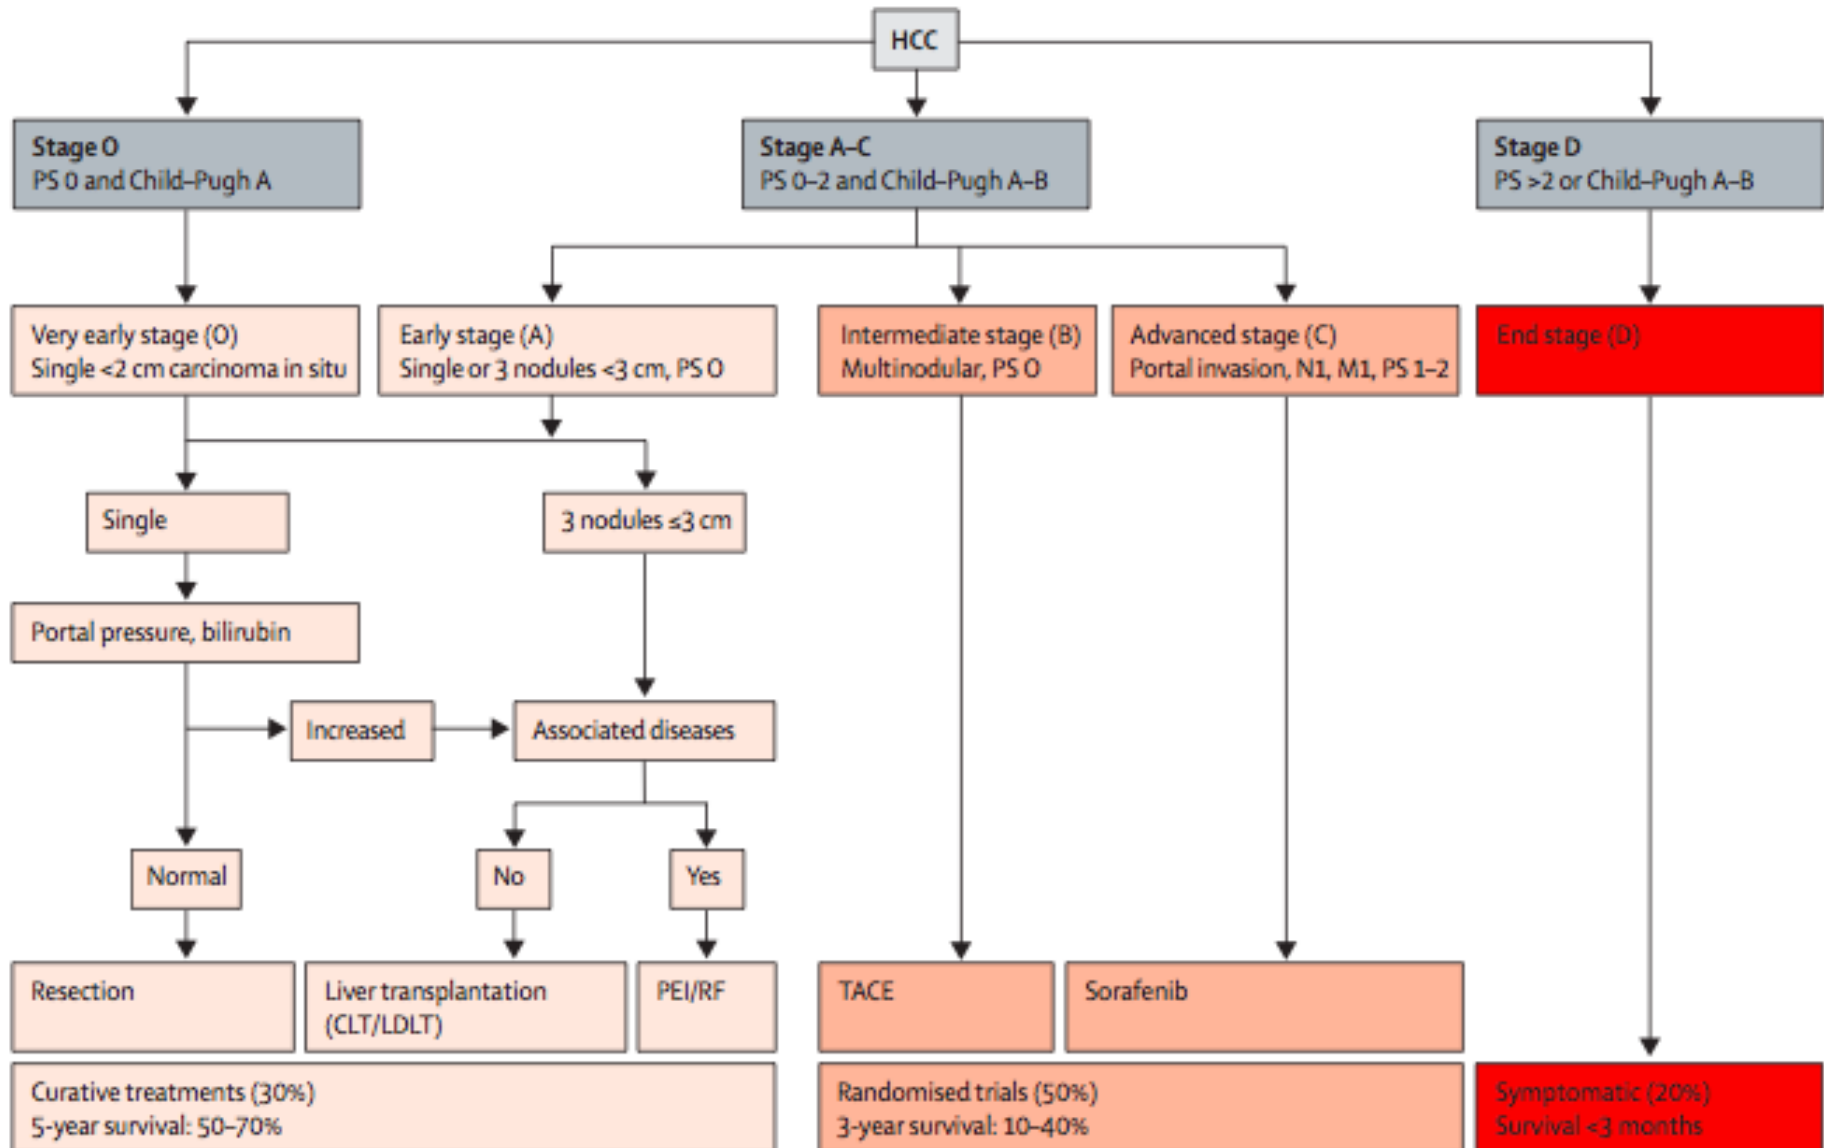 HCC
Stage O
PS 0 and Child–Pugh A
Stage A–C
PS 0–2 and Child–Pugh A–B
Stage D
PS >2 or Child–Pugh A–B
Very early stage (O)
Single <2 cm carcinoma in situ
Early stage (A)
Single or 3 nodules <3 cm, PS O
Intermediate stage (B)
Multinodular, PS O
Advanced stage (C)
Portal invasion, N1, M1, PS 1–2
End stage (D)
Single
3 nodules ≤3 cm
Portal pressure, bilirubin
Increased
Associated diseases
Normal
No
Yes
Resection
Liver transplantation
(CLT/LDLT)
PEI/RF
TACE
Sorafenib
Curative treatments (30%)
5-year survival: 50–70%
Randomised trials (50%)
3-year survival: 10–40%
Symptomatic (20%)
Survival <3 months